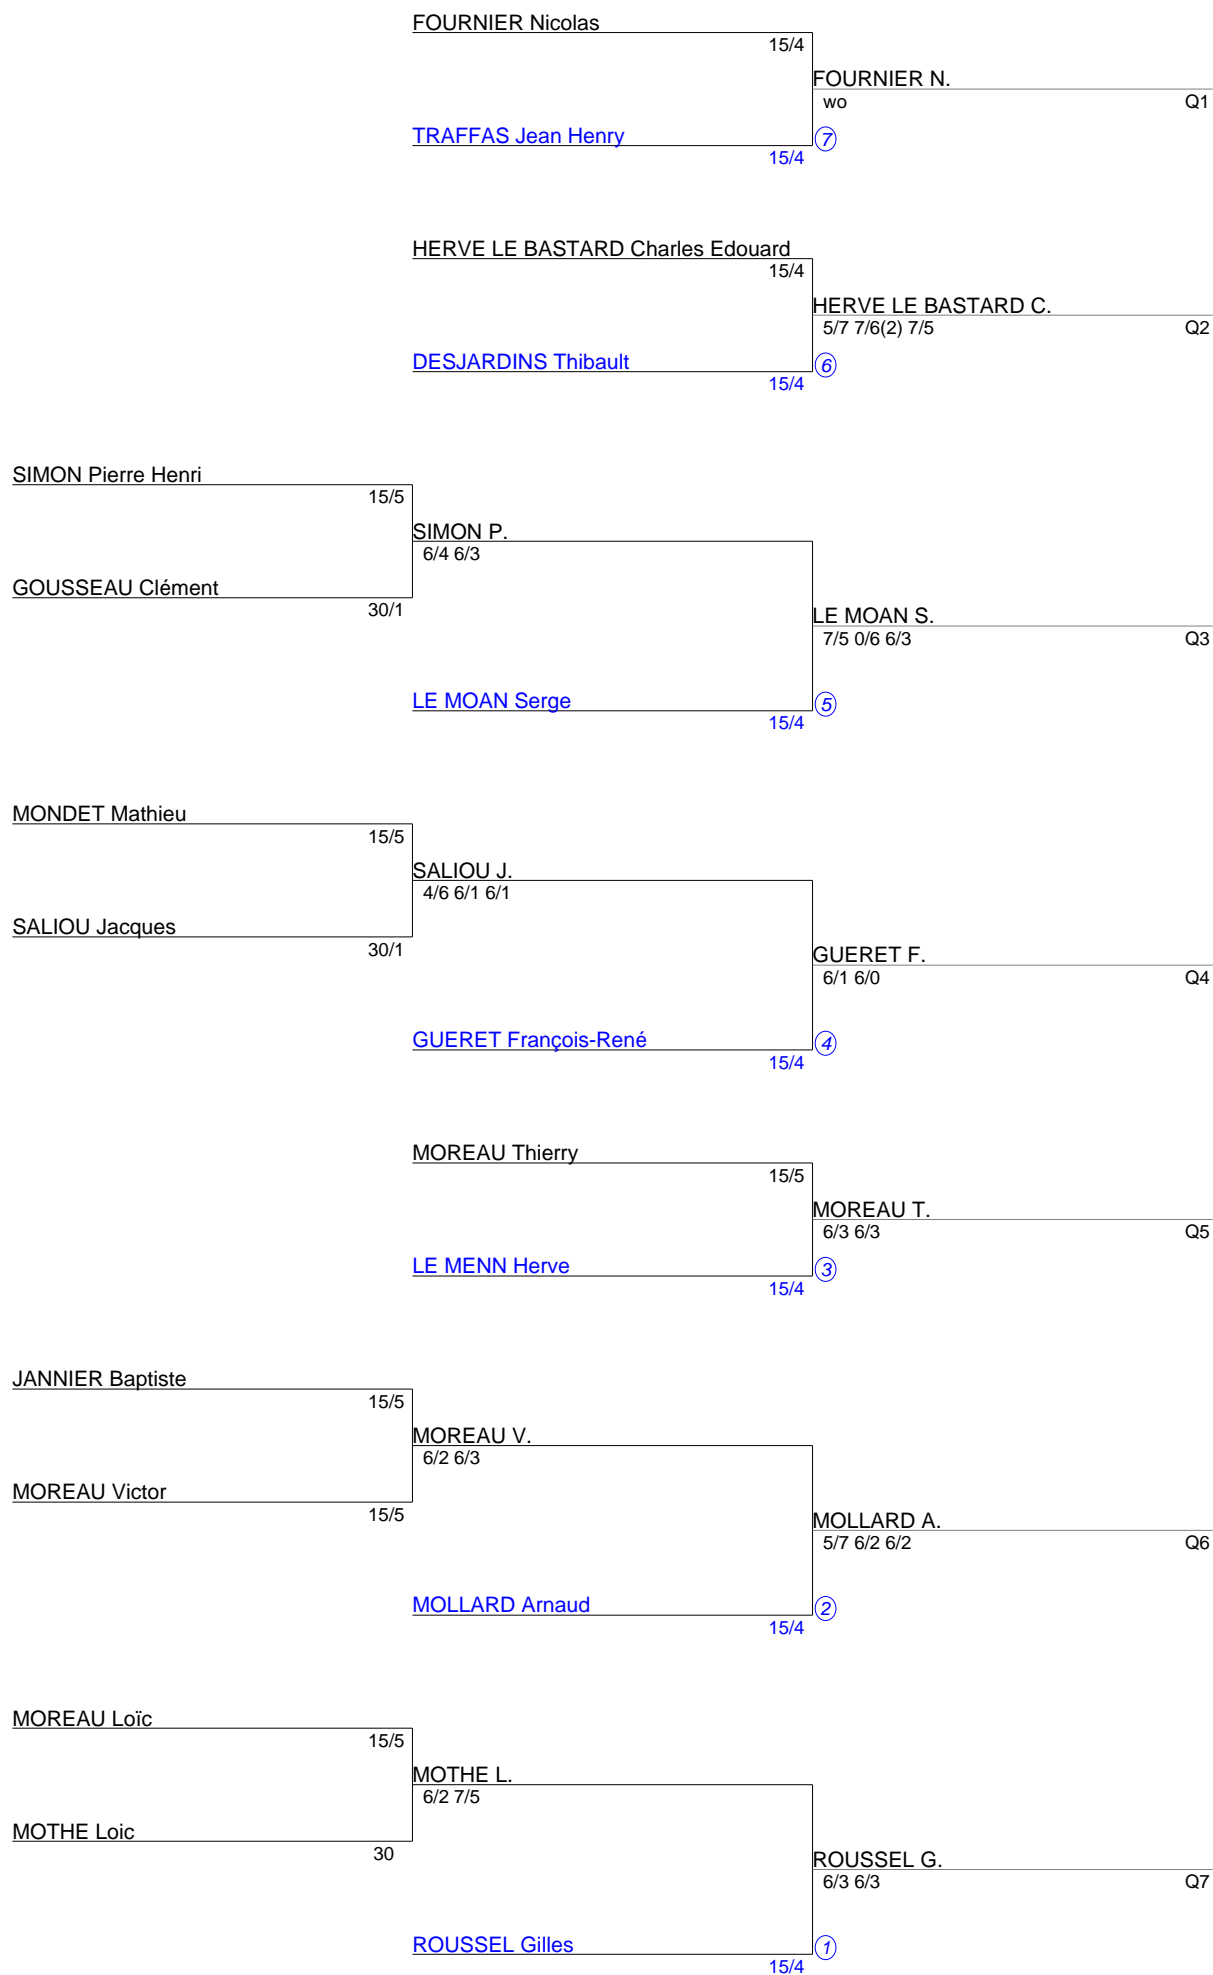 FOURNIER Nicolas
15/4
FOURNIER N.
wo Q1
TRAFFAS Jean Henry 7
15/4
HERVE LE BASTARD Charles Edouard
15/4
HERVE LE BASTARD C.
5/7 7/6(2) 7/5 Q2
DESJARDINS Thibault 6
15/4
SIMON Pierre Henri
15/5
SIMON P.
6/4 6/3
GOUSSEAU Clément
30/1
LE MOAN S.
7/5 0/6 6/3 Q3
LE MOAN Serge 5
15/4
MONDET Mathieu
15/5
SALIOU J.
4/6 6/1 6/1
SALIOU Jacques
30/1
GUERET F.
6/1 6/0 Q4
GUERET François-René 4
15/4
MOREAU Thierry
15/5
MOREAU T.
6/3 6/3 Q5
LE MENN Herve 3
15/4
JANNIER Baptiste
15/5
MOREAU V.
6/2 6/3
MOREAU Victor
15/5
MOLLARD A.
5/7 6/2 6/2 Q6
MOLLARD Arnaud 2
15/4
MOREAU Loïc
15/5
MOTHE L.
6/2 7/5
MOTHE Loic
30
ROUSSEL G.
6/3 6/3 Q7
ROUSSEL Gilles 1
15/4